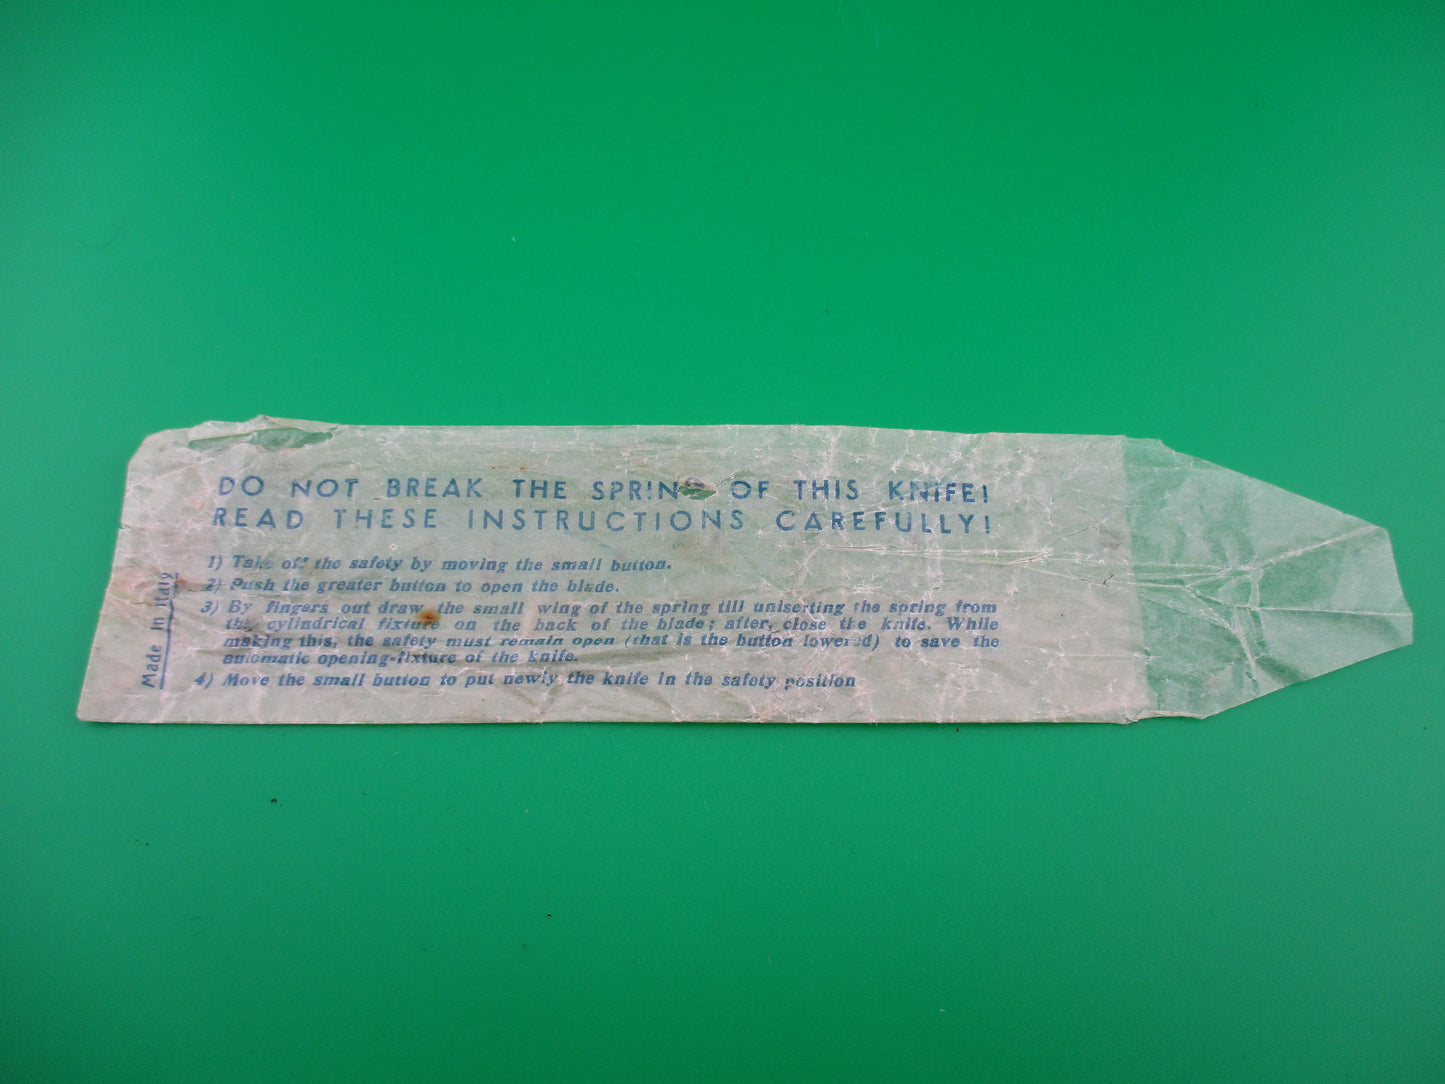 DO NOT BREAK THE SPRING OF THIS KNIFE!
READ THESE INSTRUCTIONS CAREFULLY!
1) Take off the safety by moving the small button.
2) Push the greater button to open the blade.
3) By fingers out draw the small wing of the spring till uniserting the spring from
the cylindrical fixture on the back of the blade; after, close the knife. While
making this, the safety must remain open (that is the button lowered) to save the
automatic opening-fixture of the knife.
4) Move the small button to put newly the knife in the safety position
Made in Italy